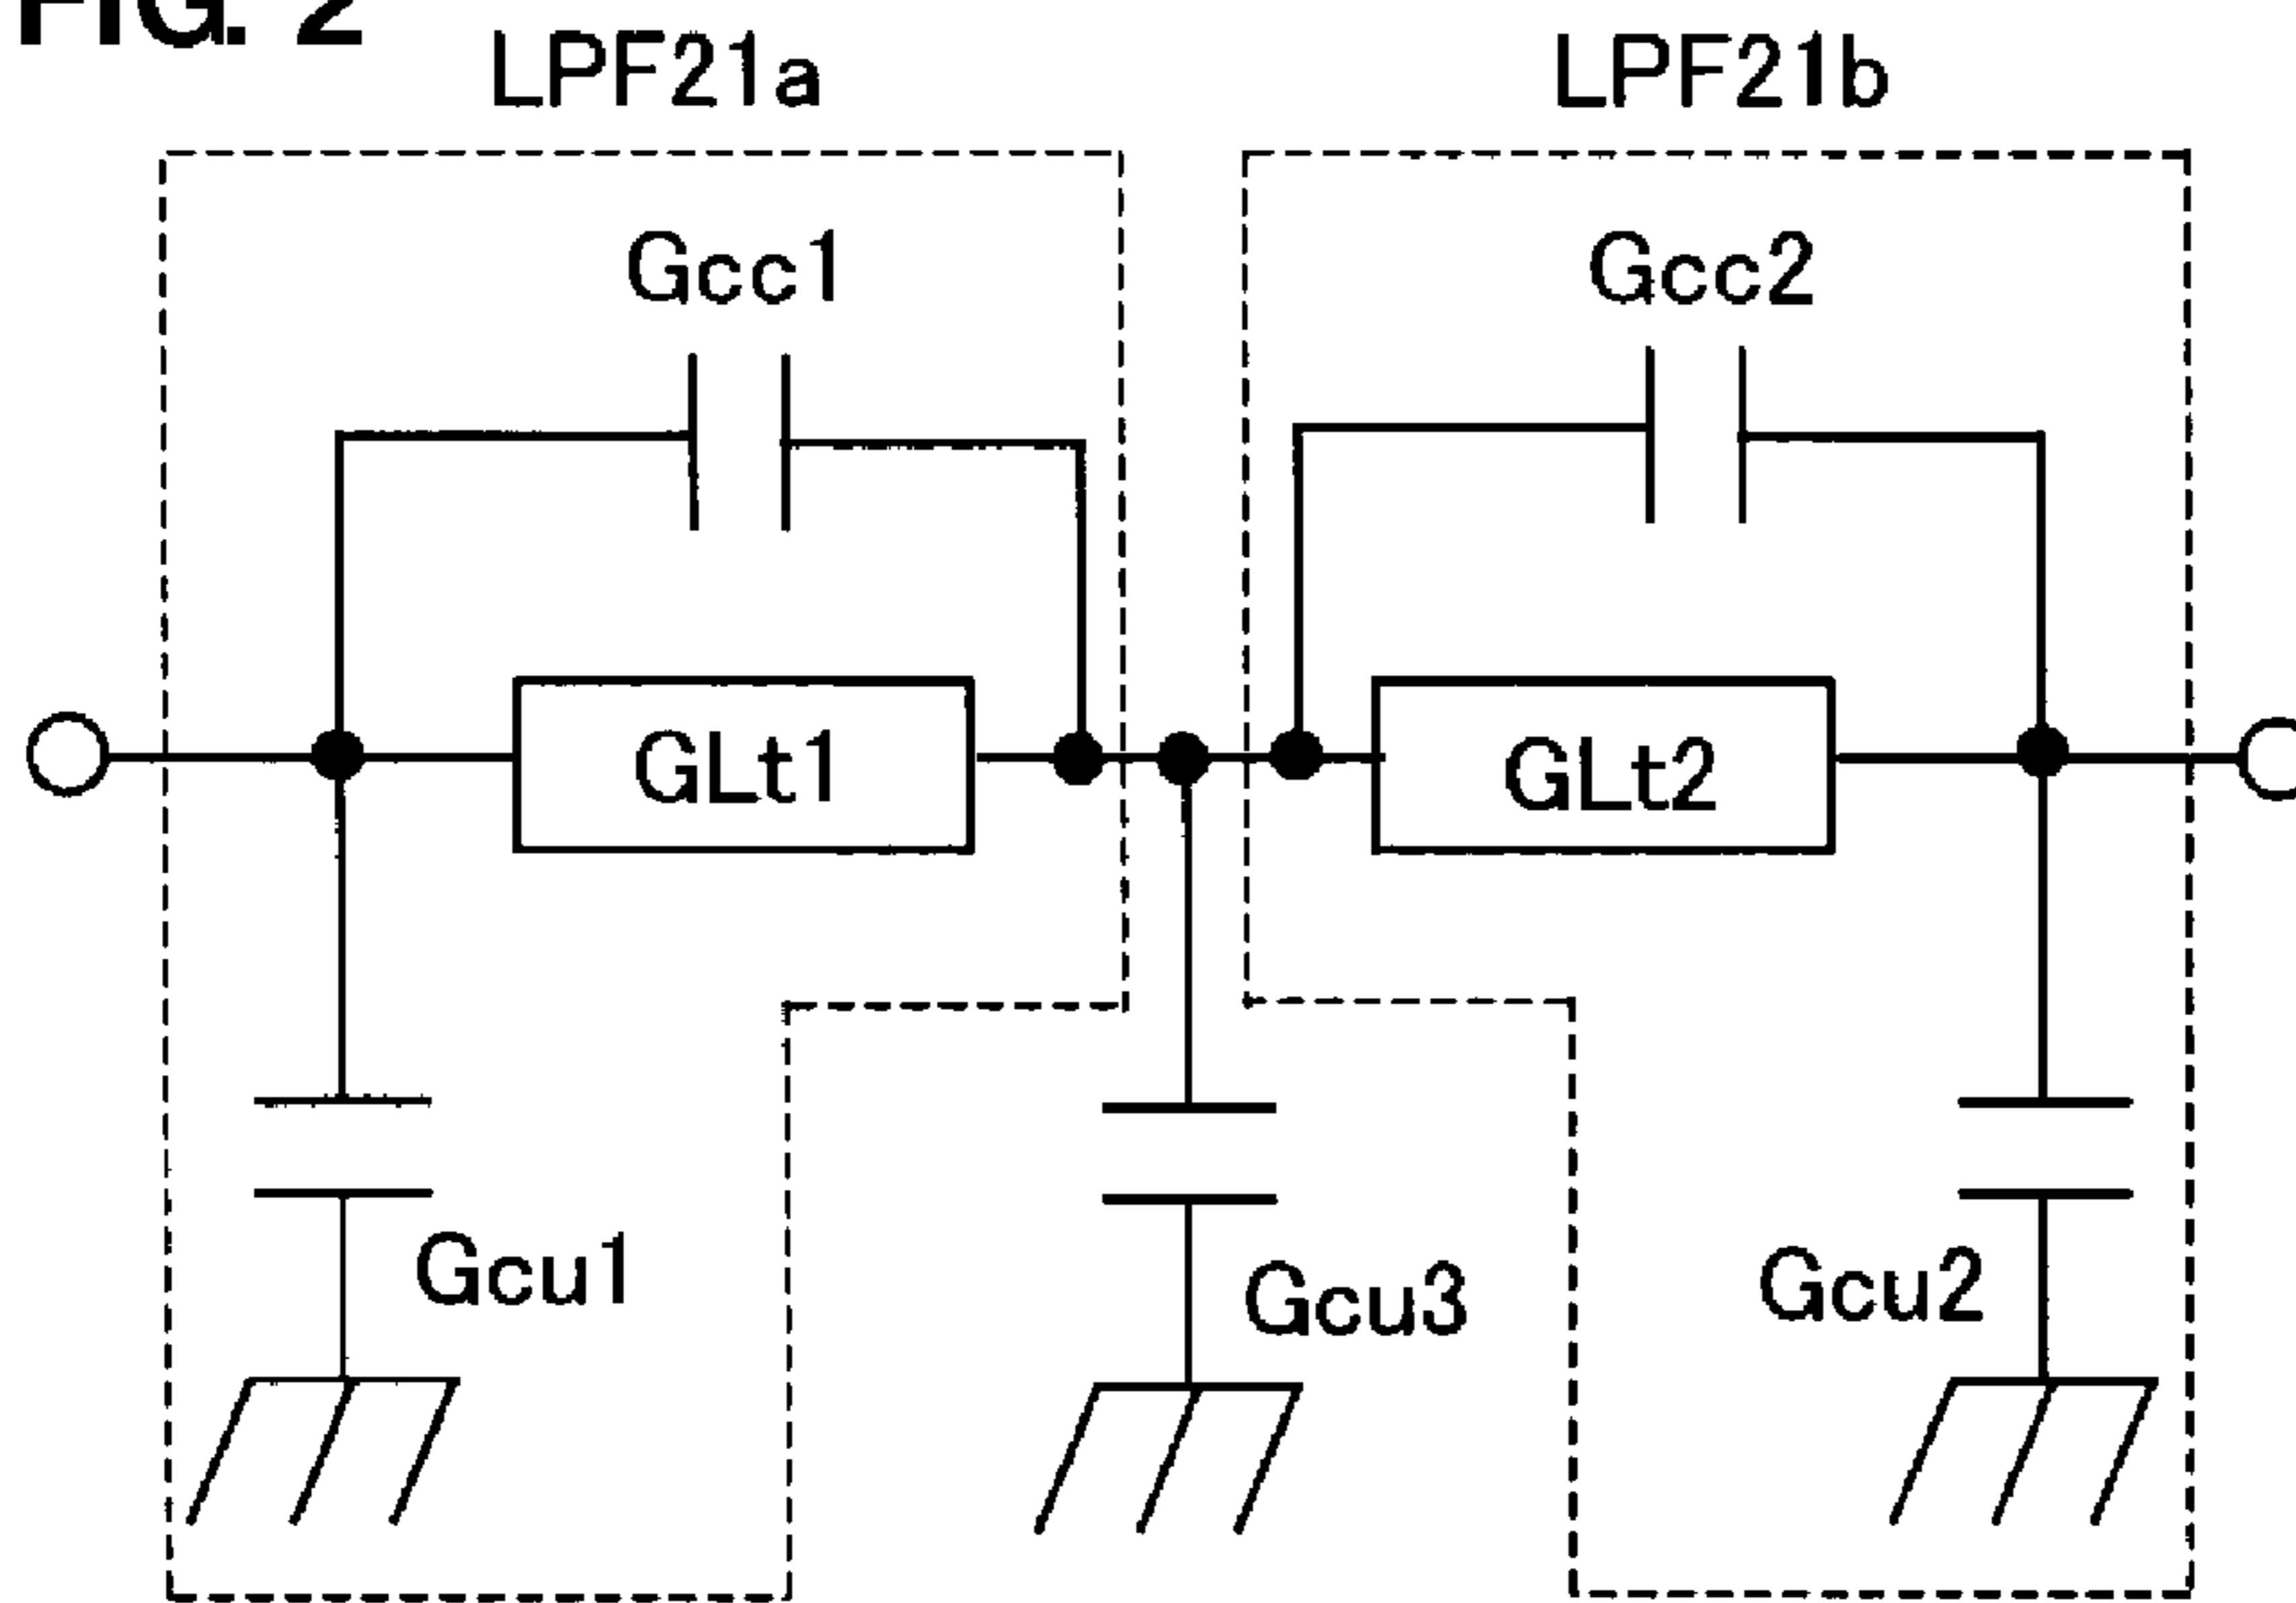 FIG. 2
LPF21a
LPF21b
Gcc1
Gcc2
GLt1
GLt2
Gcu1
Gcu3
Gcu2